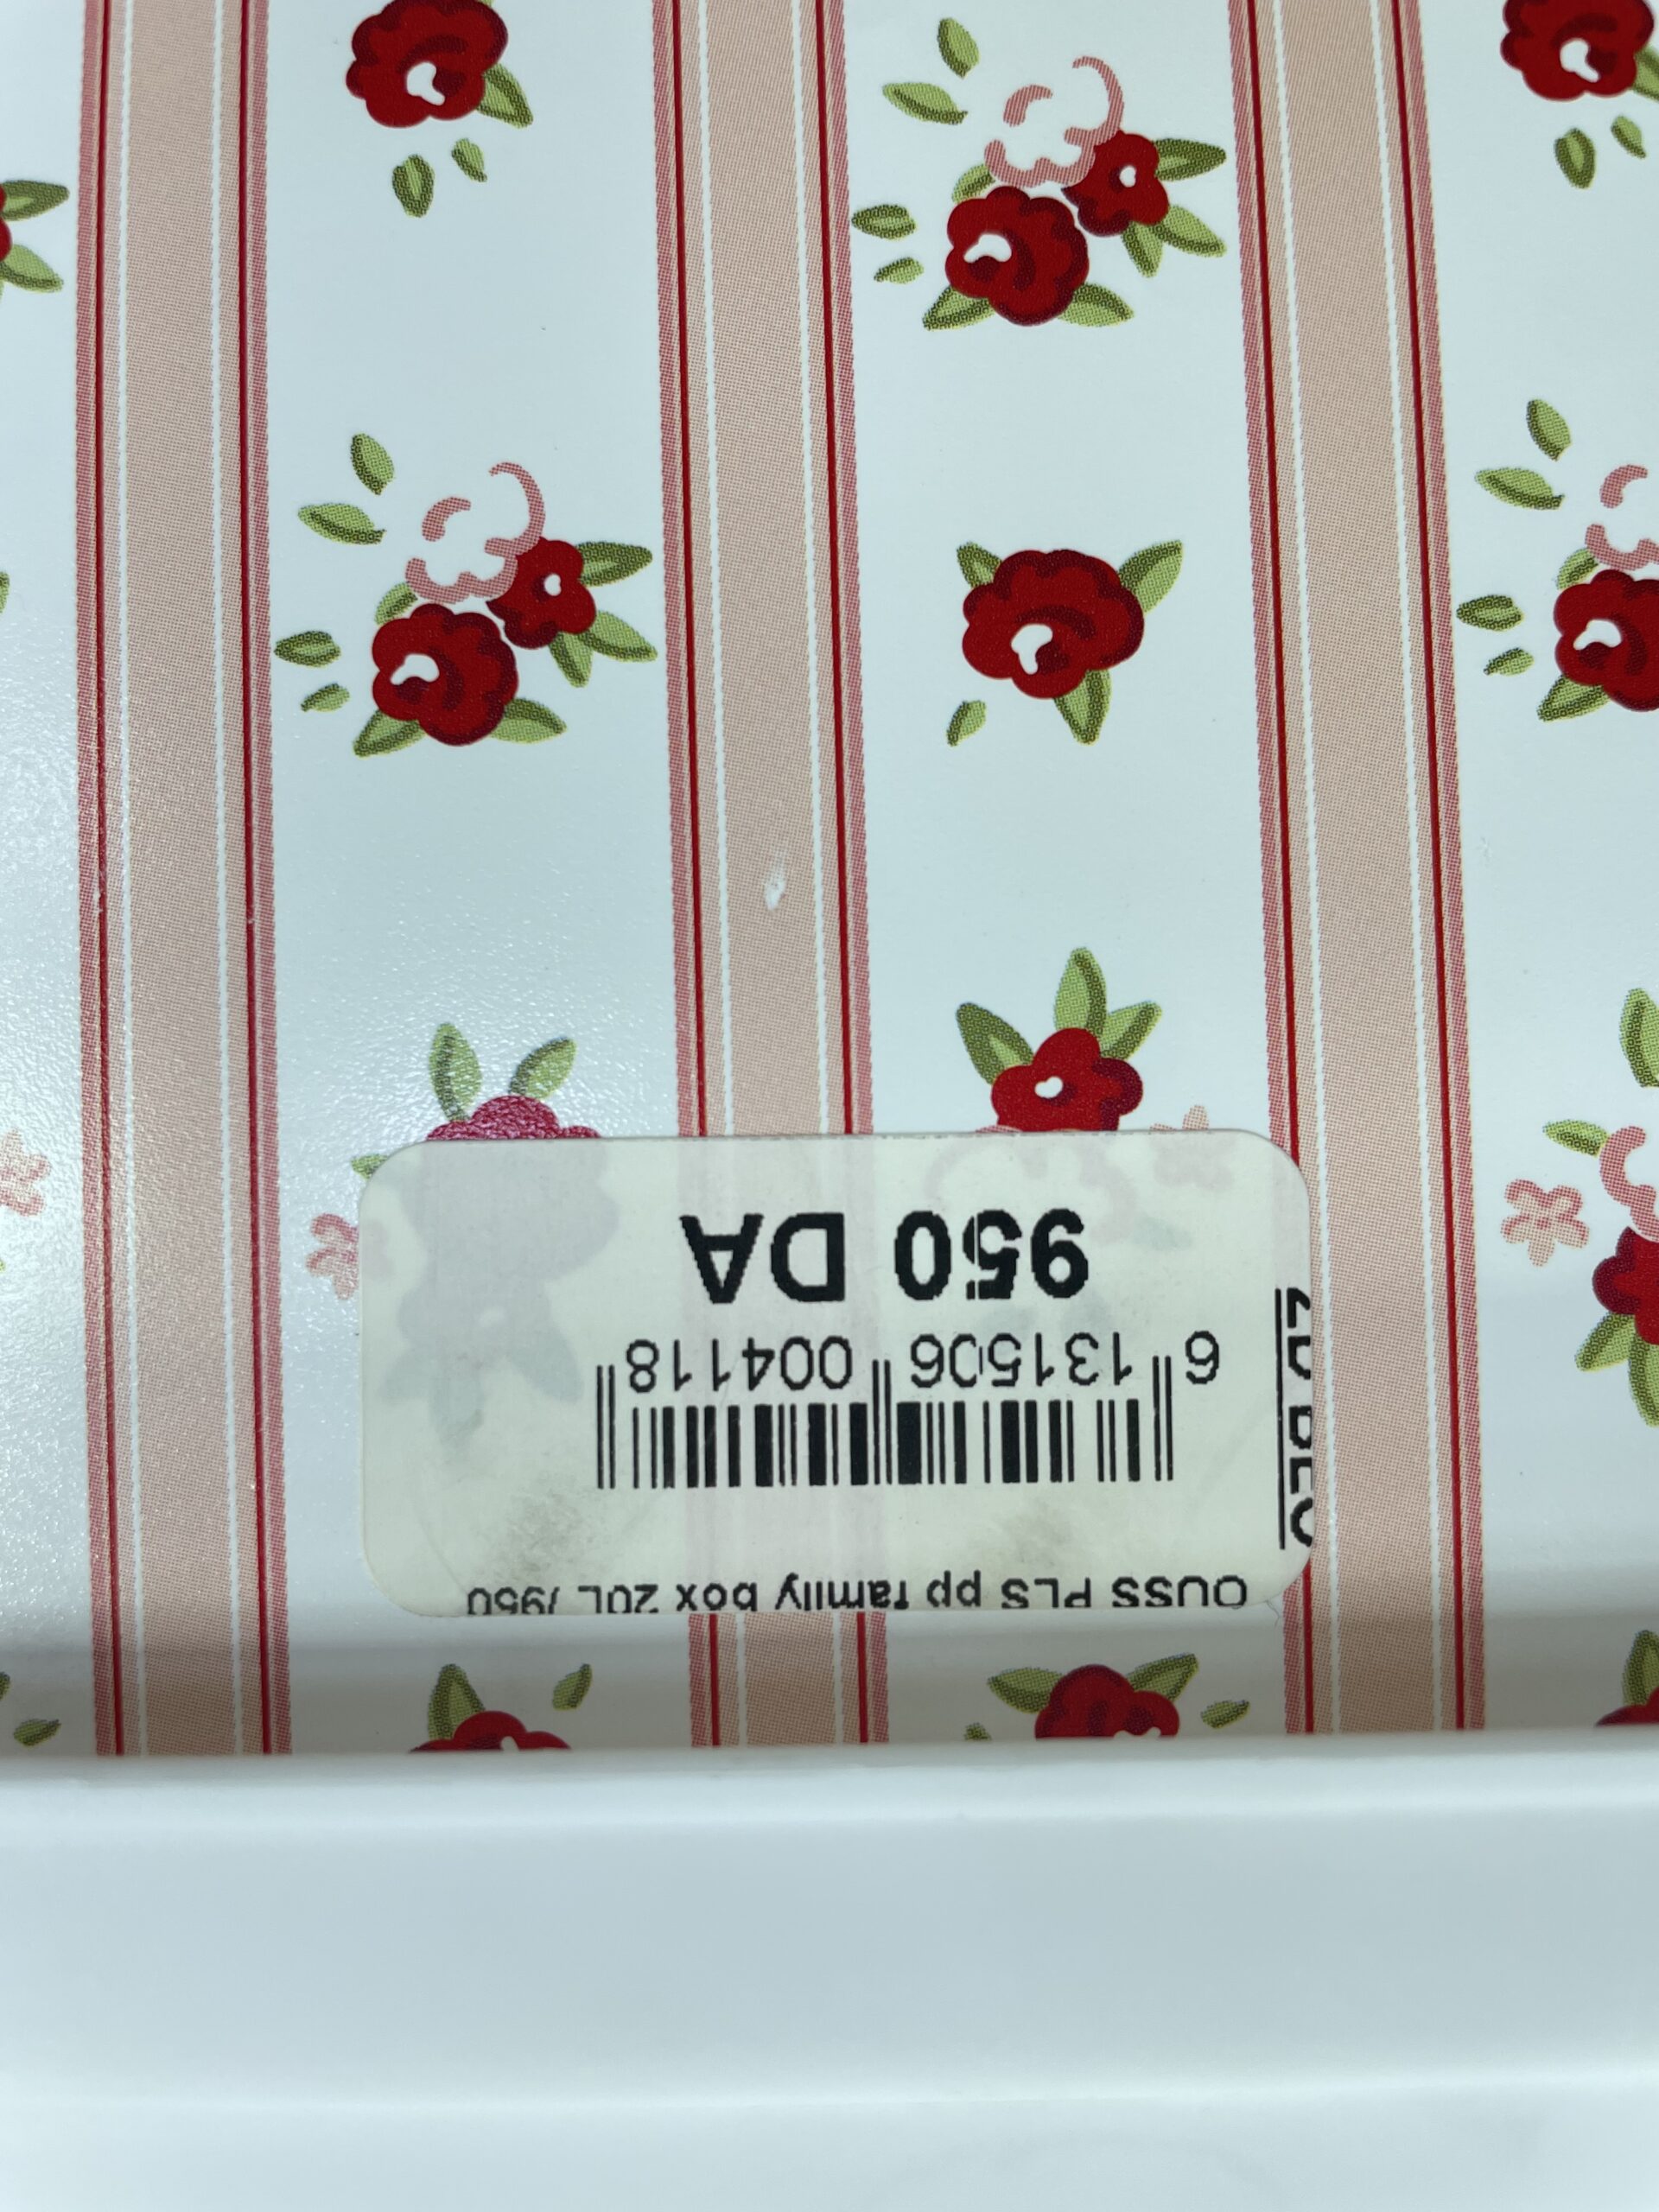 OUSS PLS pp family box 20L /950
6 131506 004118
950 DA